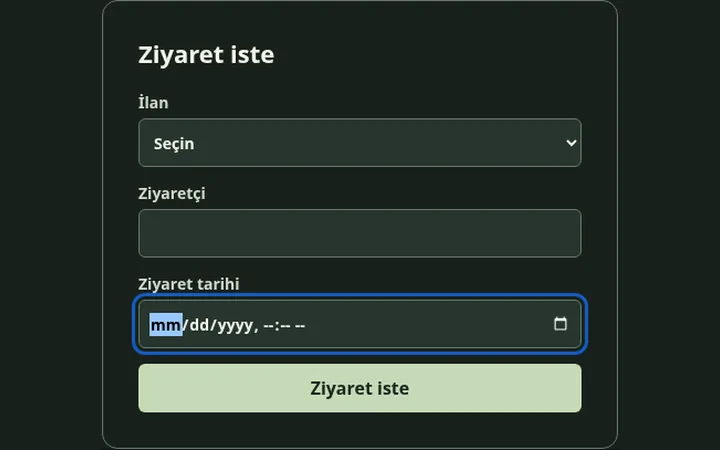 Ziyaret iste
İlan
Seçin
Ziyaretçi
Ziyaret tarihi
mm/dd/yyyy, --:-- --
Ziyaret iste